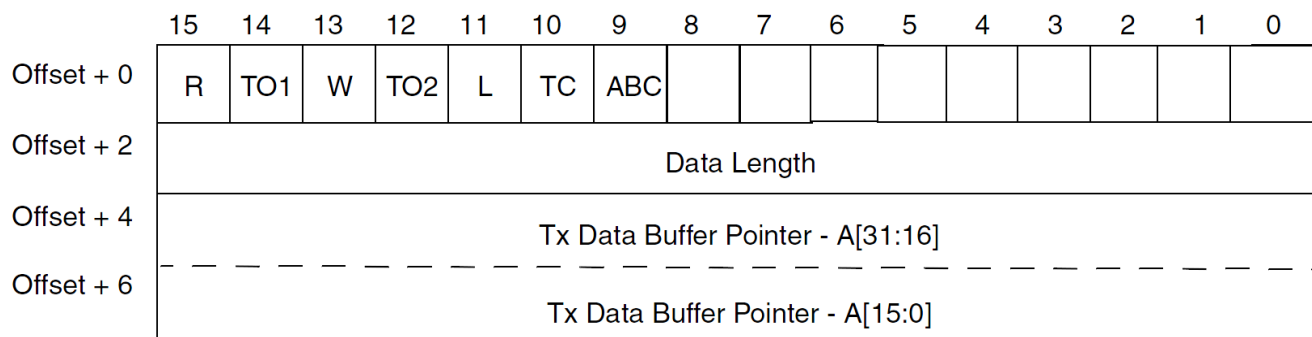 15 14 13 12 11 10 9 8 7 6 5 4 3 2 1 0
Offset + 0 R TO1 W TO2 L TC ABC
Offset + 2 Data Length
Offset + 4 Tx Data Buffer Pointer - A[31:16]
Offset + 6 Tx Data Buffer Pointer - A[15:0]